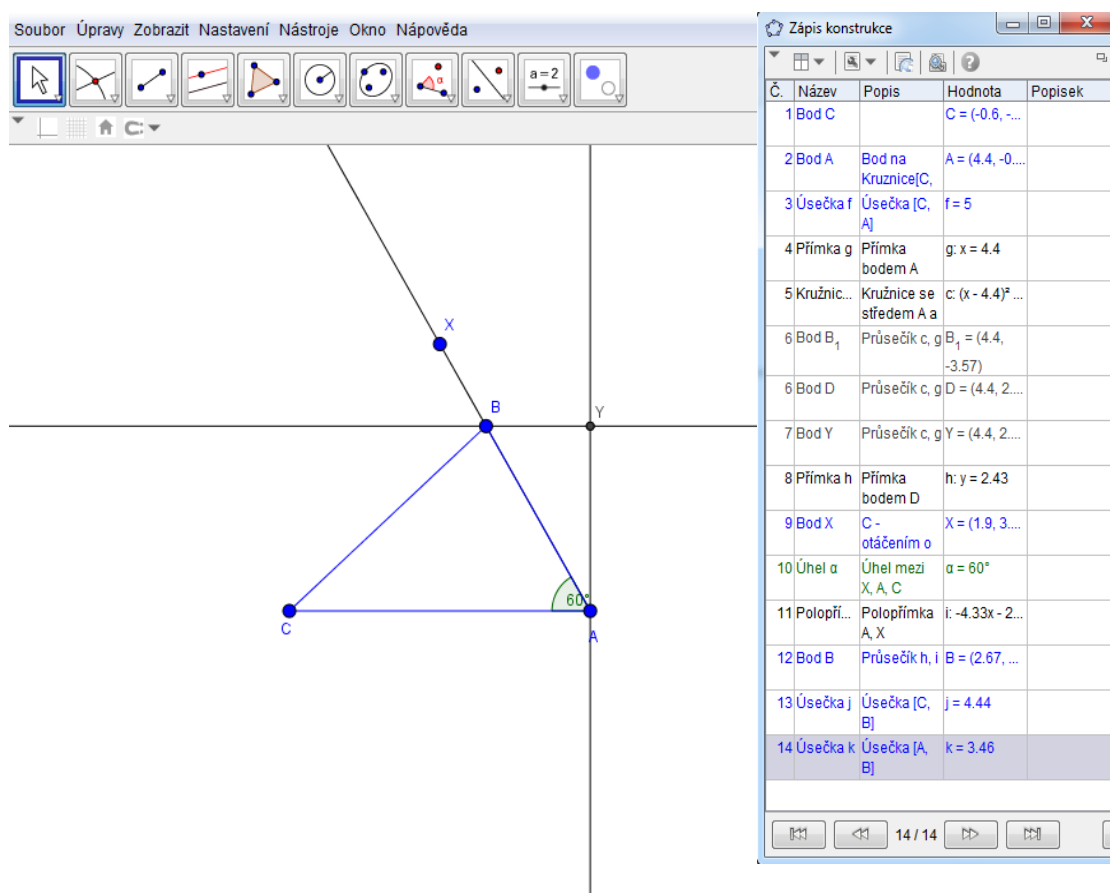 Soubor Úpravy Zobrazit Nastavení Nástroje Okno Nápověda
α
a = 2
X
B
Y
60°
C
A
Zápis konstrukce
Č. Název Popis Hodnota Popisek
1 Bod C C = (-0.6, -...
2 Bod A Bod na A = (4.4, -0....
Kruznice[C,
3 Úsečka f Úsečka [C, f = 5
A]
4 Přímka g Přímka g: x = 4.4
bodem A
5 Kružnic... Kružnice se c: (x - 4.4)² ...
středem A a
6 Bod B₁ Průsečík c, g B₁ = (4.4,
-3.57)
6 Bod D Průsečík c, g D = (4.4, 2....
7 Bod Y Průsečík c, g Y = (4.4, 2....
8 Přímka h Přímka h: y = 2.43
bodem D
9 Bod X C - X = (1.9, 3....
otáčením o
10 Úhel α Úhel mezi α = 60°
X, A, C
11 Polopří... Polopřímka i: -4.33x - 2...
A, X
12 Bod B Průsečík h, i B = (2.67, ...
13 Úsečka j Úsečka [C, j = 4.44
B]
14 Úsečka k Úsečka [A, k = 3.46
B]
14 / 14